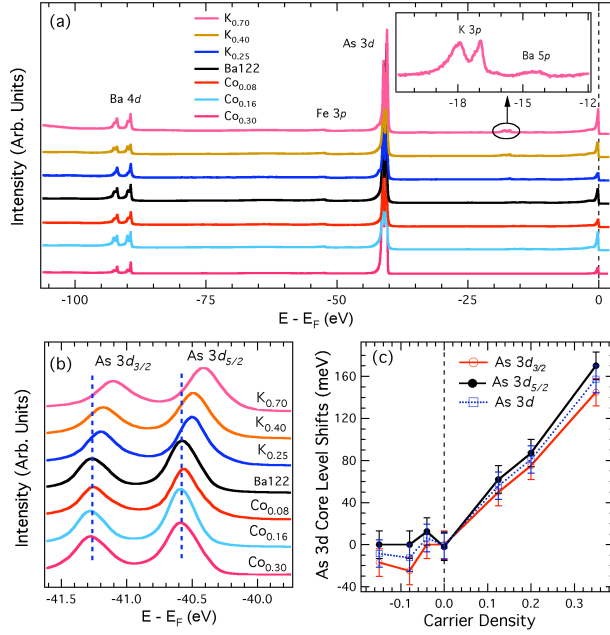 (a)
K0.70
K0.40
K0.25
Ba122
Co0.08
Co0.16
Co0.30
As 3d
Ba 4d
Fe 3p
K 3p
Ba 5p
-18
-15
-12
Intensity (Arb. Units)
-100
-75
-50
-25
0
E - EF (eV)
(b)
As 3d3/2
As 3d5/2
K0.70
K0.40
K0.25
Ba122
Co0.08
Co0.16
Co0.30
Intensity (Arb. Units)
-41.5
-41.0
-40.5
-40.0
E - EF (eV)
(c)
As 3d3/2
As 3d5/2
As 3d
As 3d Core Level Shifts (meV)
160
120
80
40
0
-40
-0.1
0.0
0.1
0.2
0.3
Carrier Density